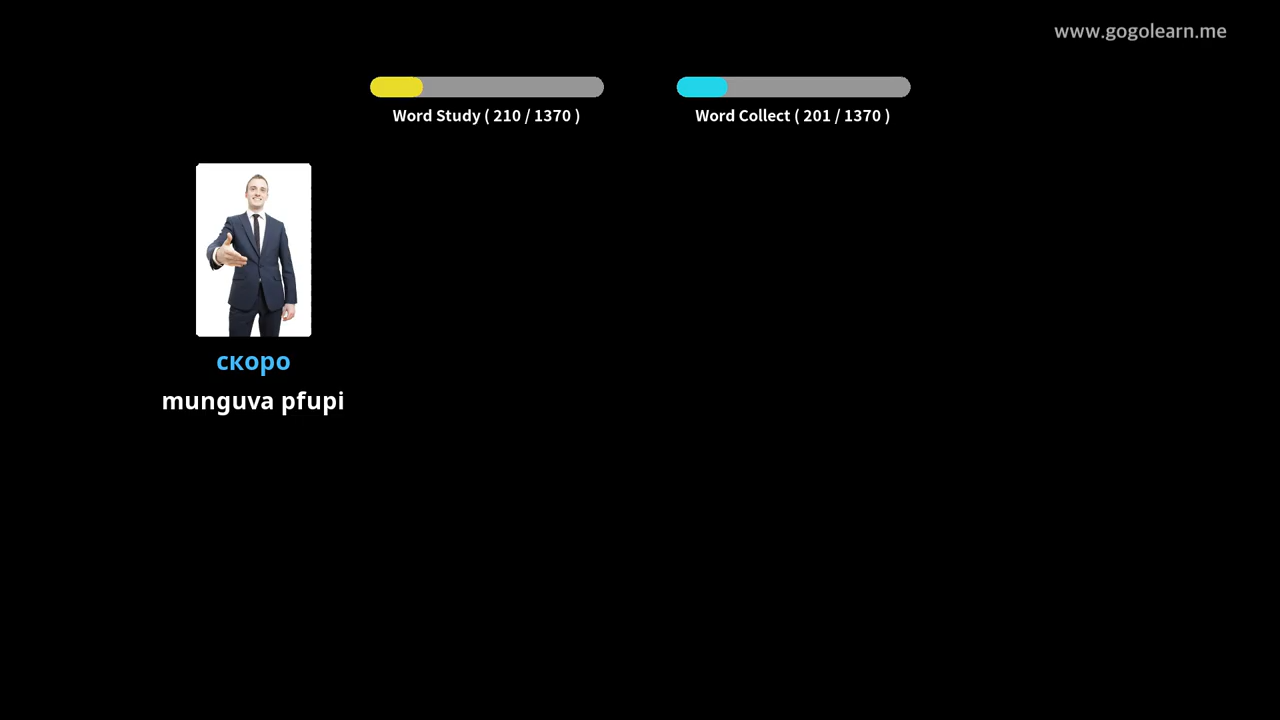 www.gogolearn.me
Word Study ( 210 / 1370 )
Word Collect ( 201 / 1370 )
скоро
munguva pfupi